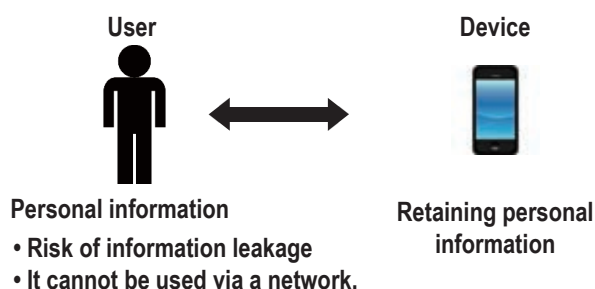 User
Device
Personal information
• Risk of information leakage
• It cannot be used via a network.
Retaining personal
information